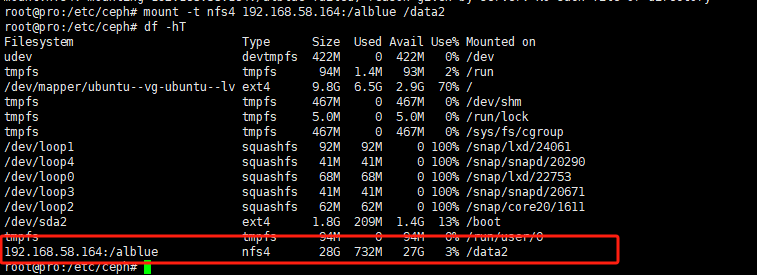 root@pro:/etc/ceph# mount -t nfs4 192.168.58.164:/alblue /data2
root@pro:/etc/ceph# df -hT
Filesystem Type Size Used Avail Use% Mounted on
udev devtmpfs 422M 0 422M 0% /dev
tmpfs tmpfs 94M 1.4M 93M 2% /run
/dev/mapper/ubuntu--vg-ubuntu--lv ext4 9.8G 6.5G 2.9G 70% /
tmpfs tmpfs 467M 0 467M 0% /dev/shm
tmpfs tmpfs 5.0M 0 5.0M 0% /run/lock
tmpfs tmpfs 467M 0 467M 0% /sys/fs/cgroup
/dev/loop1 squashfs 92M 92M 0 100% /snap/lxd/24061
/dev/loop4 squashfs 41M 41M 0 100% /snap/snapd/20290
/dev/loop0 squashfs 68M 68M 0 100% /snap/lxd/22753
/dev/loop3 squashfs 41M 41M 0 100% /snap/snapd/20671
/dev/loop2 squashfs 62M 62M 0 100% /snap/core20/1611
/dev/sda2 ext4 1.8G 209M 1.4G 13% /boot
tmpfs tmpfs 94M 0 94M 0% /run/user/0
192.168.58.164:/alblue nfs4 28G 732M 27G 3% /data2
root@pro:/etc/ceph#